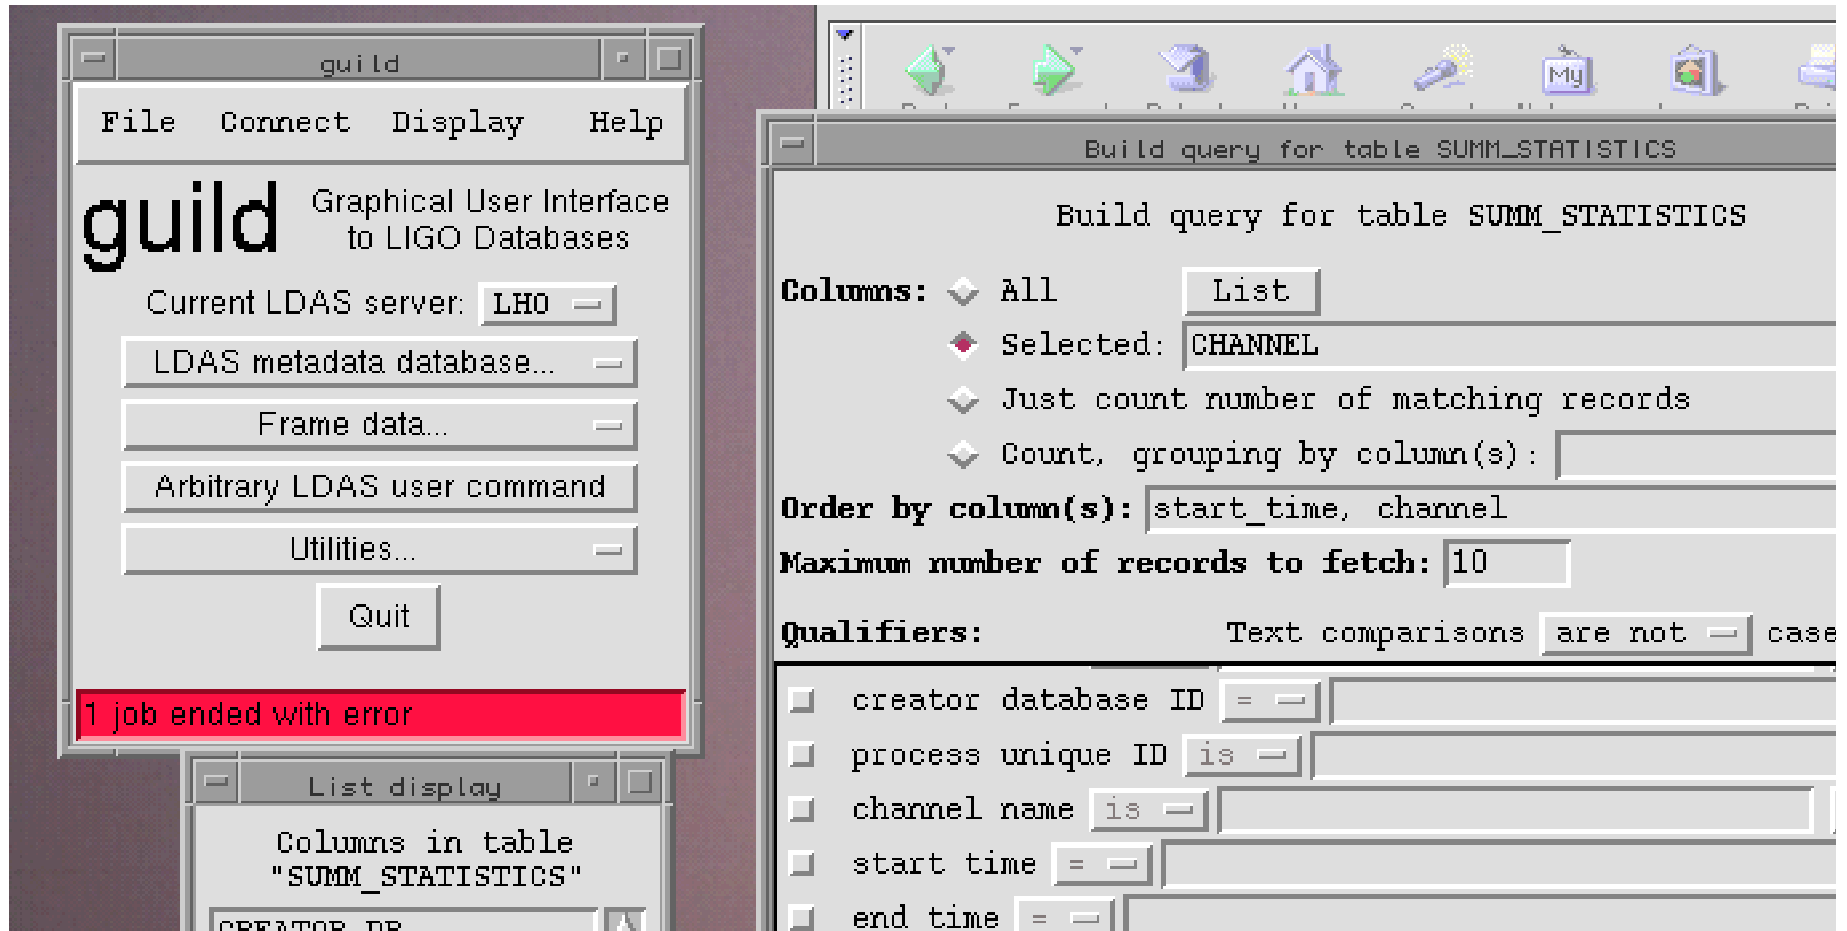 guild
File Connect Display Help
guild
Graphical User Interface
to LIGO Databases
Current LDAS server: LHO
LDAS metadata database...
Frame data...
Arbitrary LDAS user command
Utilities...
Quit
1 job ended with error
List display
Columns in table
"SUMM_STATISTICS"
CREATOR_DB
My
Build query for table SUMM_STATISTICS
Build query for table SUMM_STATISTICS
Columns: All List
Selected: CHANNEL
Just count number of matching records
Count, grouping by column(s):
Order by column(s): start_time, channel
Maximum number of records to fetch: 10
Qualifiers: Text comparisons are not case
creator database ID =
process unique ID is
channel name is
start time =
end time =